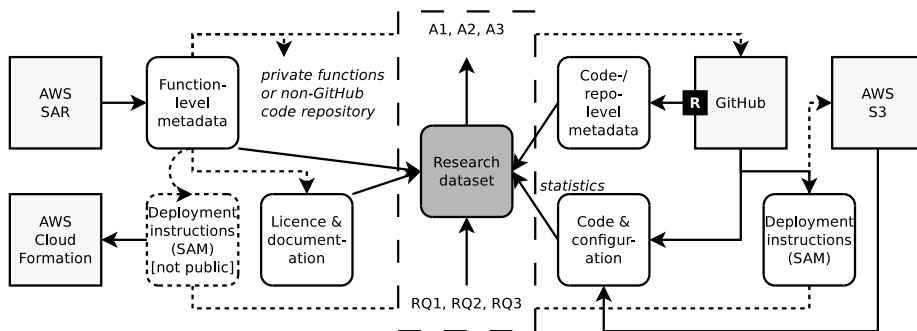 A1, A2, A3
AWS
SAR
Function-
level
metadata
private functions
or non-GitHub
code repository
Code-/
repo-
level
metadata
R
GitHub
AWS
S3
Research
dataset
statistics
AWS
Cloud
Formation
Deployment
instructions
(SAM)
[not public]
Licence &
document-
ation
Code &
configur-
ation
Deployment
instructions
(SAM)
RQ1, RQ2, RQ3